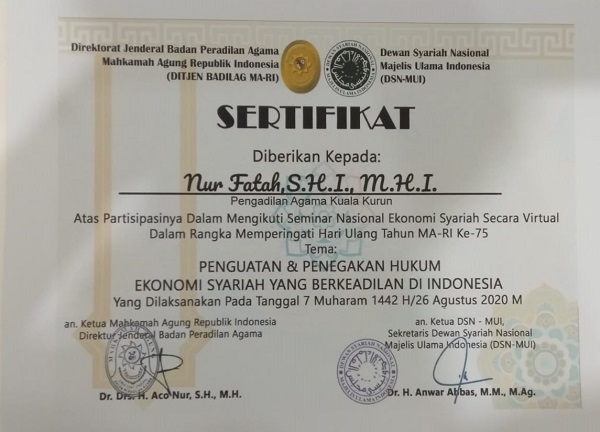 Direktorat Jenderal Badan Peradilan Agama
Mahkamah Agung Republik Indonesia
(DITJEN BADILAG MA-RI)
Dewan Syariah Nasional
Majelis Ulama Indonesia
(DSN-MUI)
SERTIFIKAT
Diberikan Kepada:
Nur Fatah,S.H.I., M.H.I.
Pengadilan Agama Kuala Kurun
Atas Partisipasinya Dalam Mengikuti Seminar Nasional Ekonomi Syariah Secara Virtual
Dalam Rangka Memperingati Hari Ulang Tahun MA-RI Ke-75
Tema:
PENGUATAN & PENEGAKAN HUKUM
EKONOMI SYARIAH YANG BERKEADILAN DI INDONESIA
Yang Dilaksanakan Pada Tanggal 7 Muharam 1442 H/26 Agustus 2020 M
an. Ketua Mahkamah Agung Republik Indonesia
Direktur Jenderal Badan Peradilan Agama
Dr. Drs. H. Aco Nur, S.H., M.H.
an. Ketua DSN - MUI,
Sekretaris Dewan Syariah Nasional
Majelis Ulama Indonesia (DSN-MUI)
Dr. H. Anwar Abbas, M.M., M.Ag.